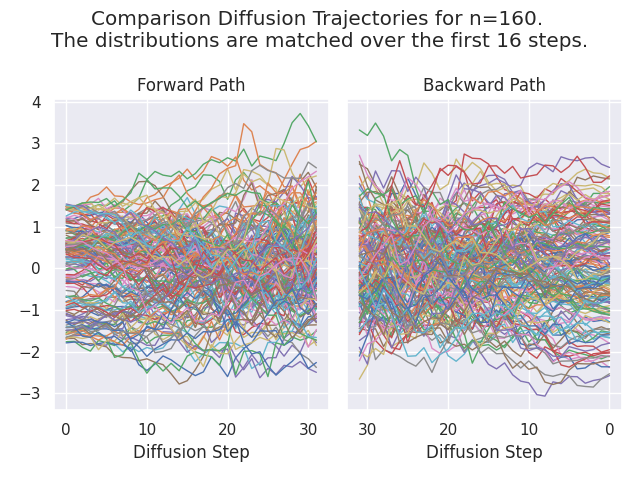 Comparison Diffusion Trajectories for n=160.
The distributions are matched over the first 16 steps.
Forward Path
Backward Path
4
3
2
1
0
−1
−2
−3
0 10 20 30
30 20 10 0
Diffusion Step
Diffusion Step